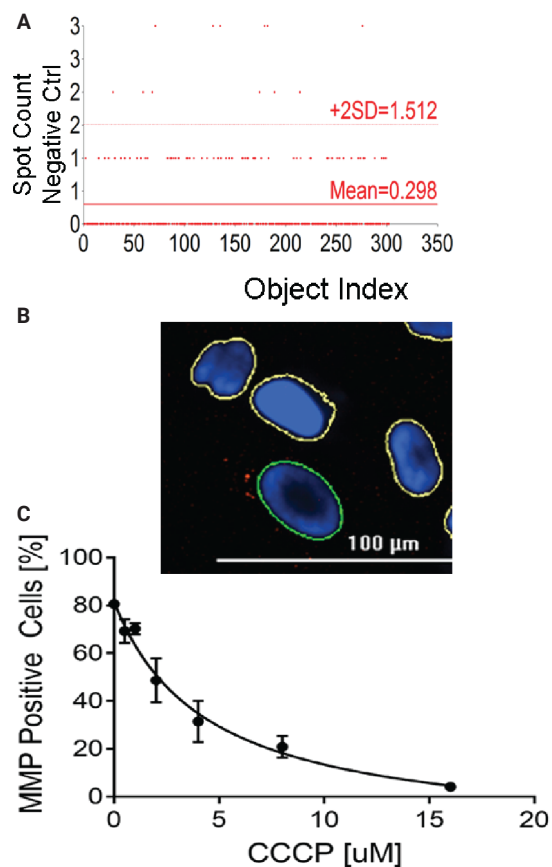 A
Spot Count
Negative Ctrl
3
3
2
2
1
1
0
+2SD=1.512
Mean=0.298
0 50 100 150 200 250 300 350
Object Index
B
100 µm
C
MMP Positive Cells [%]
100
80
60
40
20
0
0 5 10 15 20
CCCP [uM]